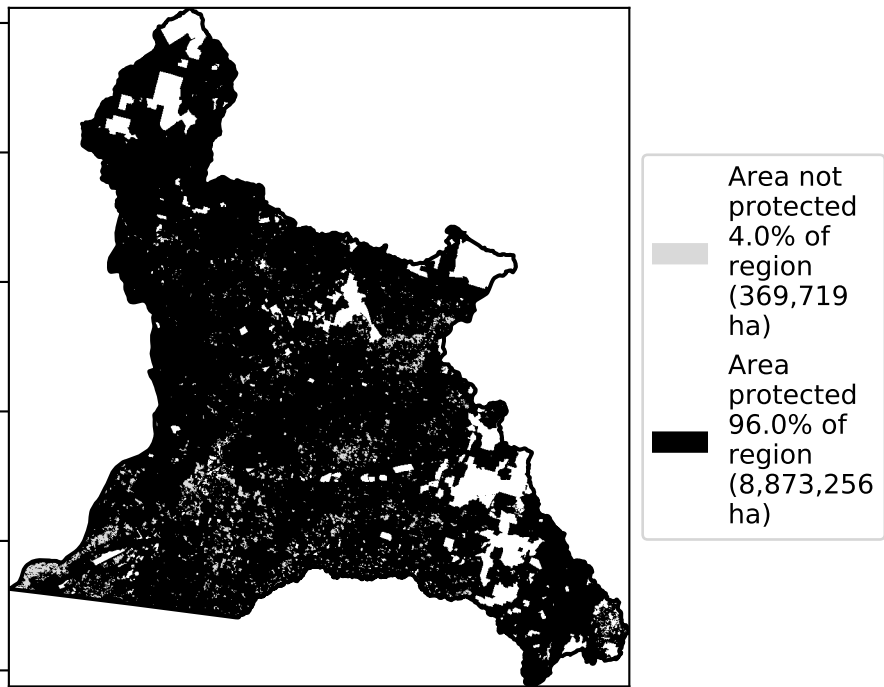 Area not
protected
4.0% of
region
(369,719
ha)
Area
protected
96.0% of
region
(8,873,256
ha)